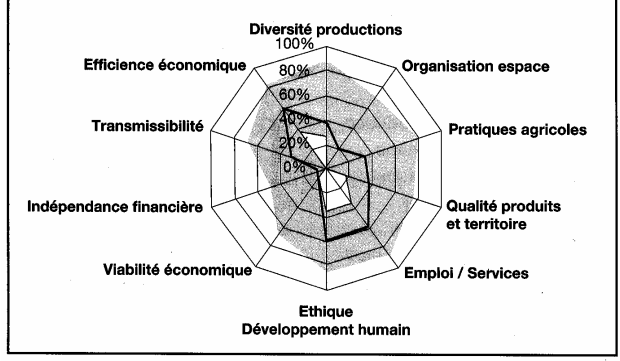 Diversité productions
100%
Efficience économique
Organisation espace
80%
60%
40%
Transmissibilité
Pratiques agricoles
20%
0%
Indépendance financière
Qualité produits
et territoire
Viabilité économique
Emploi / Services
Ethique
Développement humain